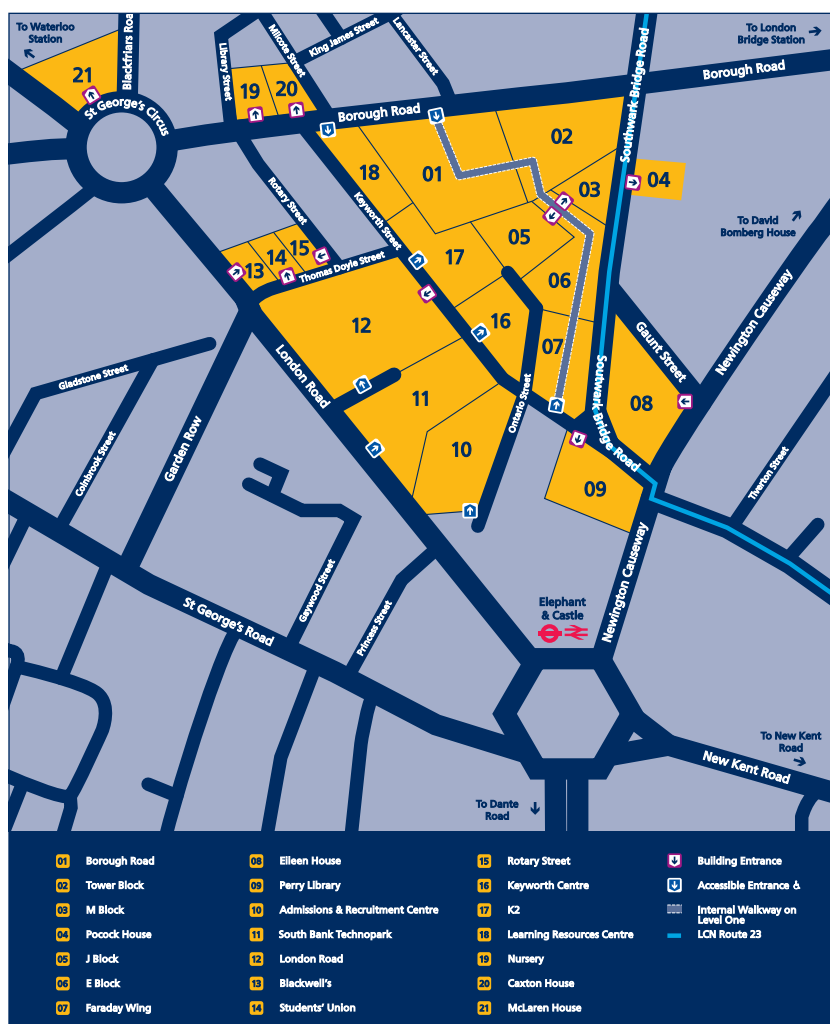 To Waterloo
Station
Blackfriars Roa
21
St George's Circus
Library Street
Milcote Street
King James Street
Lancaster Street
19
20
Borough Road
Southwark Bridge Road
Borough Road
To London
Bridge Station
18
01
02
03
04
Rotary Street
Keyworth Street
To David
Bomberg House
13
14
15
Thomas Doyle Street
17
05
06
12
16
07
Gaunt Street
Newington Causeway
London Road
Gladstone Street
Colnbrook Street
Garden Row
11
10
Ontario Street
Soutwark Bridge Road
08
09
Tiverton Street
Gaywood Street
Princess Street
St George's Road
Elephant
& Castle
Newington Causeway
To New Kent
Road
New Kent Road
To Dante
Road
01 Borough Road
02 Tower Block
03 M Block
04 Pocock House
05 J Block
06 E Block
07 Faraday Wing
08 Eileen House
09 Perry Library
10 Admissions & Recruitment Centre
11 South Bank Technopark
12 London Road
13 Blackwell's
14 Students' Union
15 Rotary Street
16 Keyworth Centre
17 K2
18 Learning Resources Centre
19 Nursery
20 Caxton House
21 McLaren House
Building Entrance
Accessible Entrance
Internal Walkway on
Level One
LCN Route 23